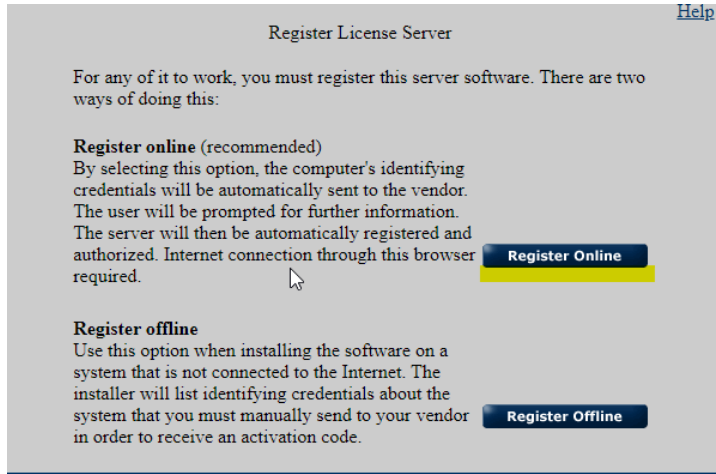 Help
Register License Server
For any of it to work, you must register this server software. There are two
ways of doing this:
Register online (recommended)
By selecting this option, the computer's identifying
credentials will be automatically sent to the vendor.
The user will be prompted for further information.
The server will then be automatically registered and
authorized. Internet connection through this browser
required.
Register Online
Register offline
Use this option when installing the software on a
system that is not connected to the Internet. The
installer will list identifying credentials about the
system that you must manually send to your vendor
in order to receive an activation code.
Register Offline